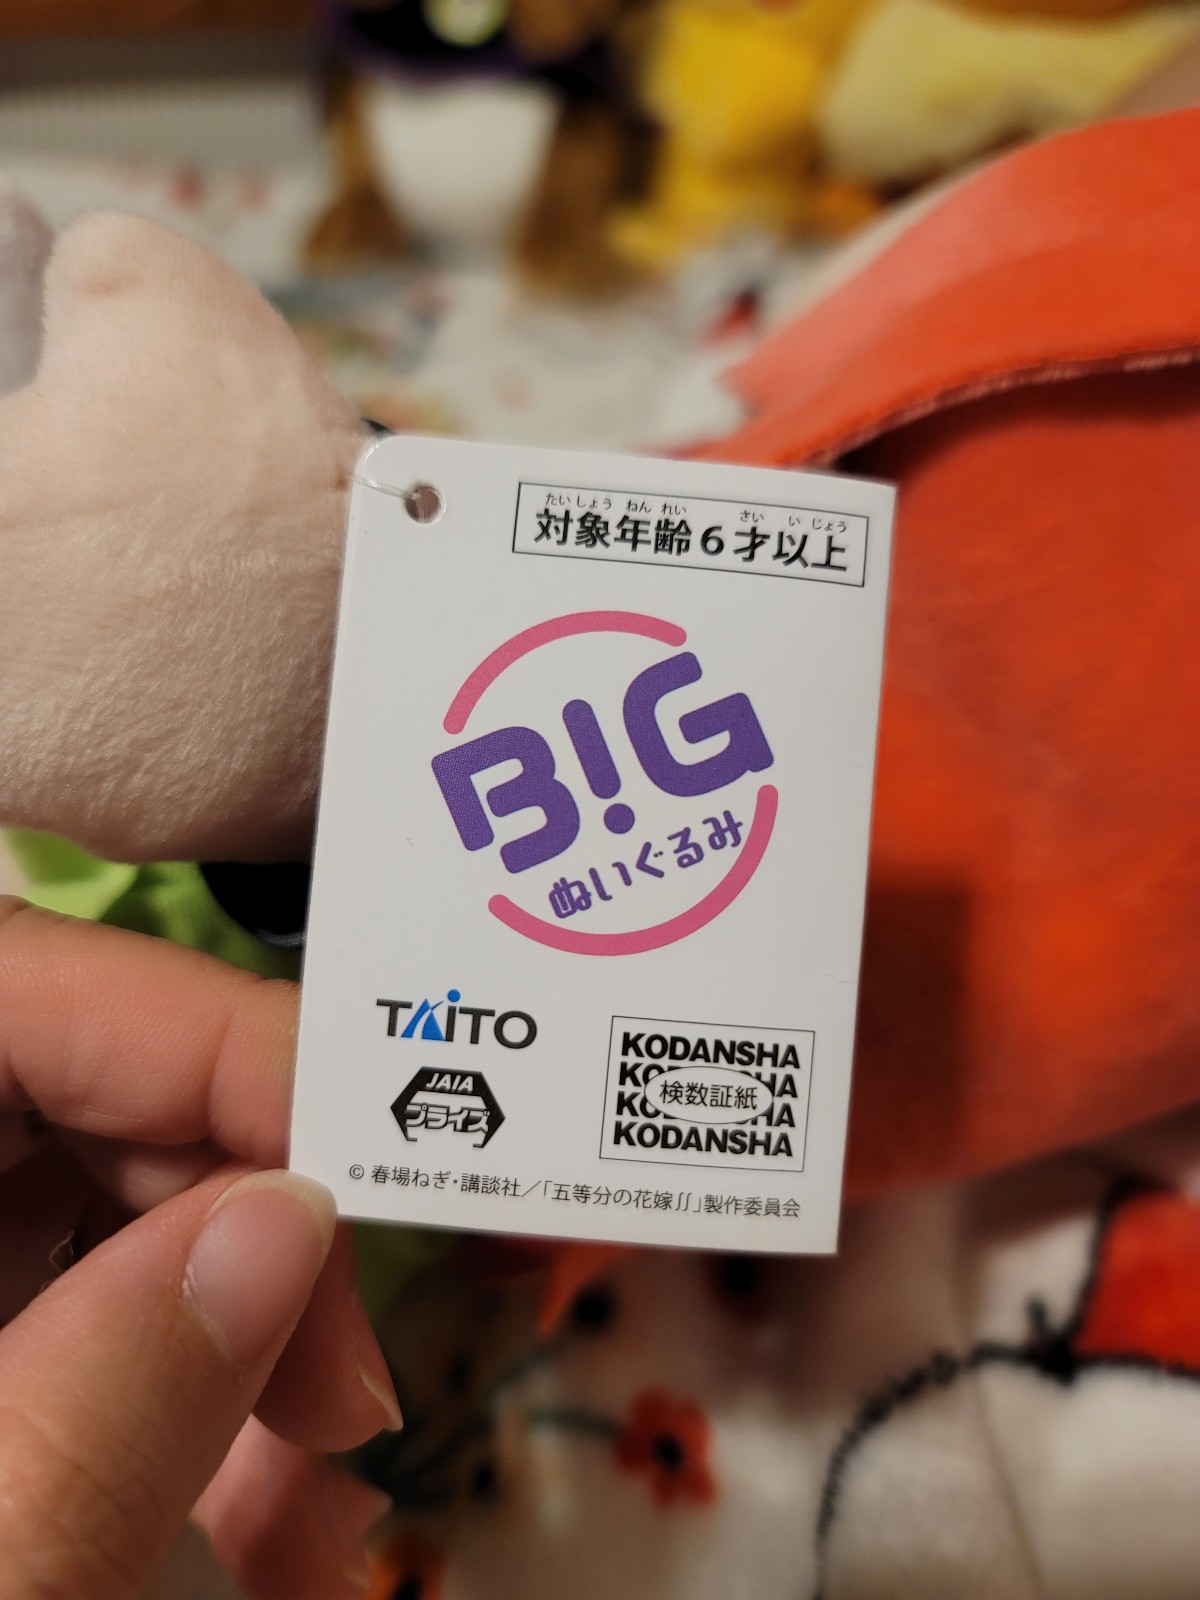 たいしょう ねん れい さい い じょう
対象年齢6才以上
B!G
ぬいぐるみ
TAiTO
JAIA
プライズ
KODANSHA
KODANSHA
検数証紙
KODANSHA
KODANSHA
© 春場ねぎ・講談社／「五等分の花嫁∬」製作委員会